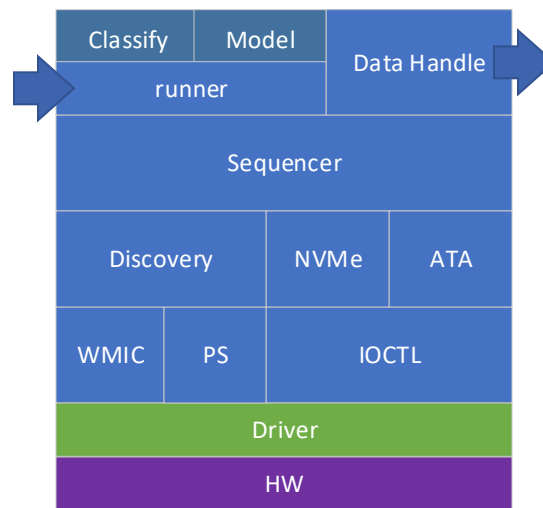 Classify Model
Data Handle
runner
Sequencer
Discovery NVMe ATA
WMIC PS IOCTL
Driver
HW